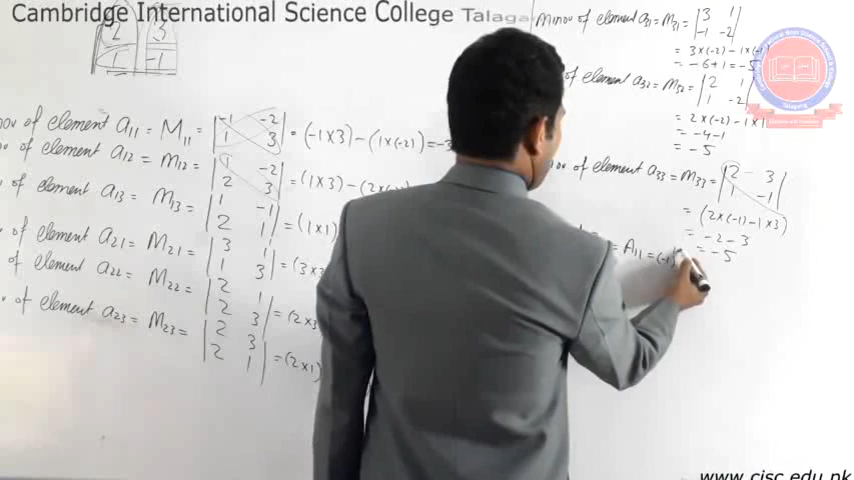 Cambridge International Science College Talaga
2 3
1 -1
of element a11 = M11 = |-1 -2| = (-1×3)-(1×(-2)) = -3
|1 3|
of element a12 = M12 = |1 -2| = (1×3)-(2×
|2 3|
of element a13 = M13 = |1 -1| = (1×1)
|2 1|
of element a21 = M21 = |3 1| = (3×3
|1 3|
of element a22 = M22 = |2 1| = (2×3
|2 3|
of element a23 = M23 = |2 3| = (2×1)
|2 1|
Minor of element a31 = M31 = |3 1|
|-1 -2|
= 3×(-2)-1×(-1)
= -6+1 = -5
of element a32 = M32 = |2 1|
|1 -2|
= 2×(-2)-1×1
= -4-1
= -5
of element a33 = M33 = |2 3|
|1 -1|
= (2×(-1)-1×3)
= -2-3
= -5
= A11 = (-1)
www.cisc.edu.pk